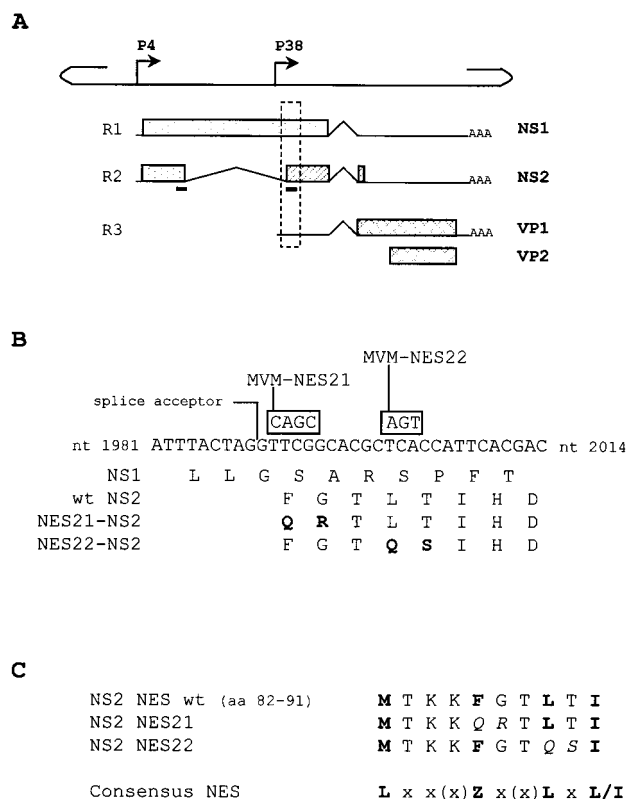 A
P4 P38
R1 AAA NS1
R2 AAA NS2
R3 AAA VP1
VP2
B
MVM-NES22
MVM-NES21
splice acceptor
CAGC AGT
nt 1981 ATTTACTAGGTTCGGCACGCTCACCATTCACGAC nt 2014
NS1 L L G S A R S P F T
wt NS2 F G T L T I H D
NES21-NS2 Q R T L T I H D
NES22-NS2 F G T Q S I H D
C
NS2 NES wt (aa 82-91) M T K K F G T L T I
NS2 NES21 M T K K Q R T L T I
NS2 NES22 M T K K F G T Q S I
Consensus NES L x x(x) Z x(x) L x L/I